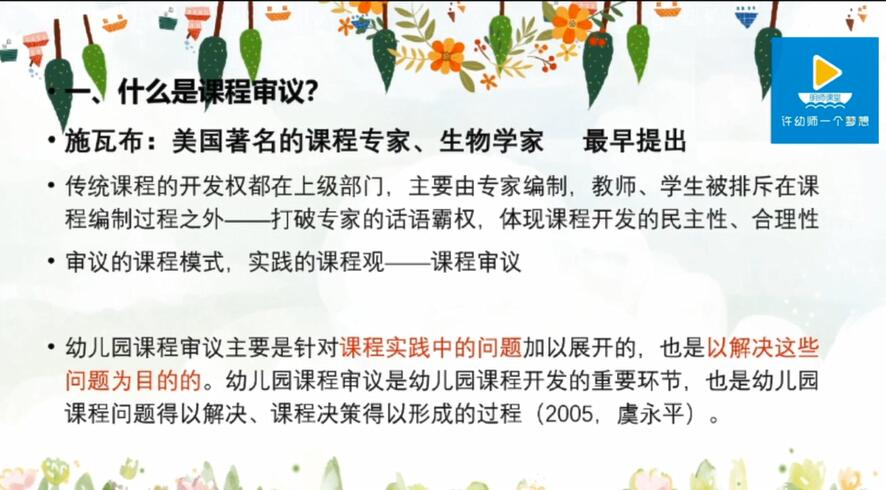 • 一、什么是课程审议？
明师课堂
许幼师一个梦想
• 施瓦布：美国著名的课程专家、生物学家 最早提出
• 传统课程的开发权都在上级部门，主要由专家编制，教师、学生被排斥在课
程编制过程之外——打破专家的话语霸权，体现课程开发的民主性、合理性
• 审议的课程模式，实践的课程观——课程审议
• 幼儿园课程审议主要是针对课程实践中的问题加以展开的，也是以解决这些
问题为目的的。幼儿园课程审议是幼儿园课程开发的重要环节，也是幼儿园
课程问题得以解决、课程决策得以形成的过程（2005，虞永平）。